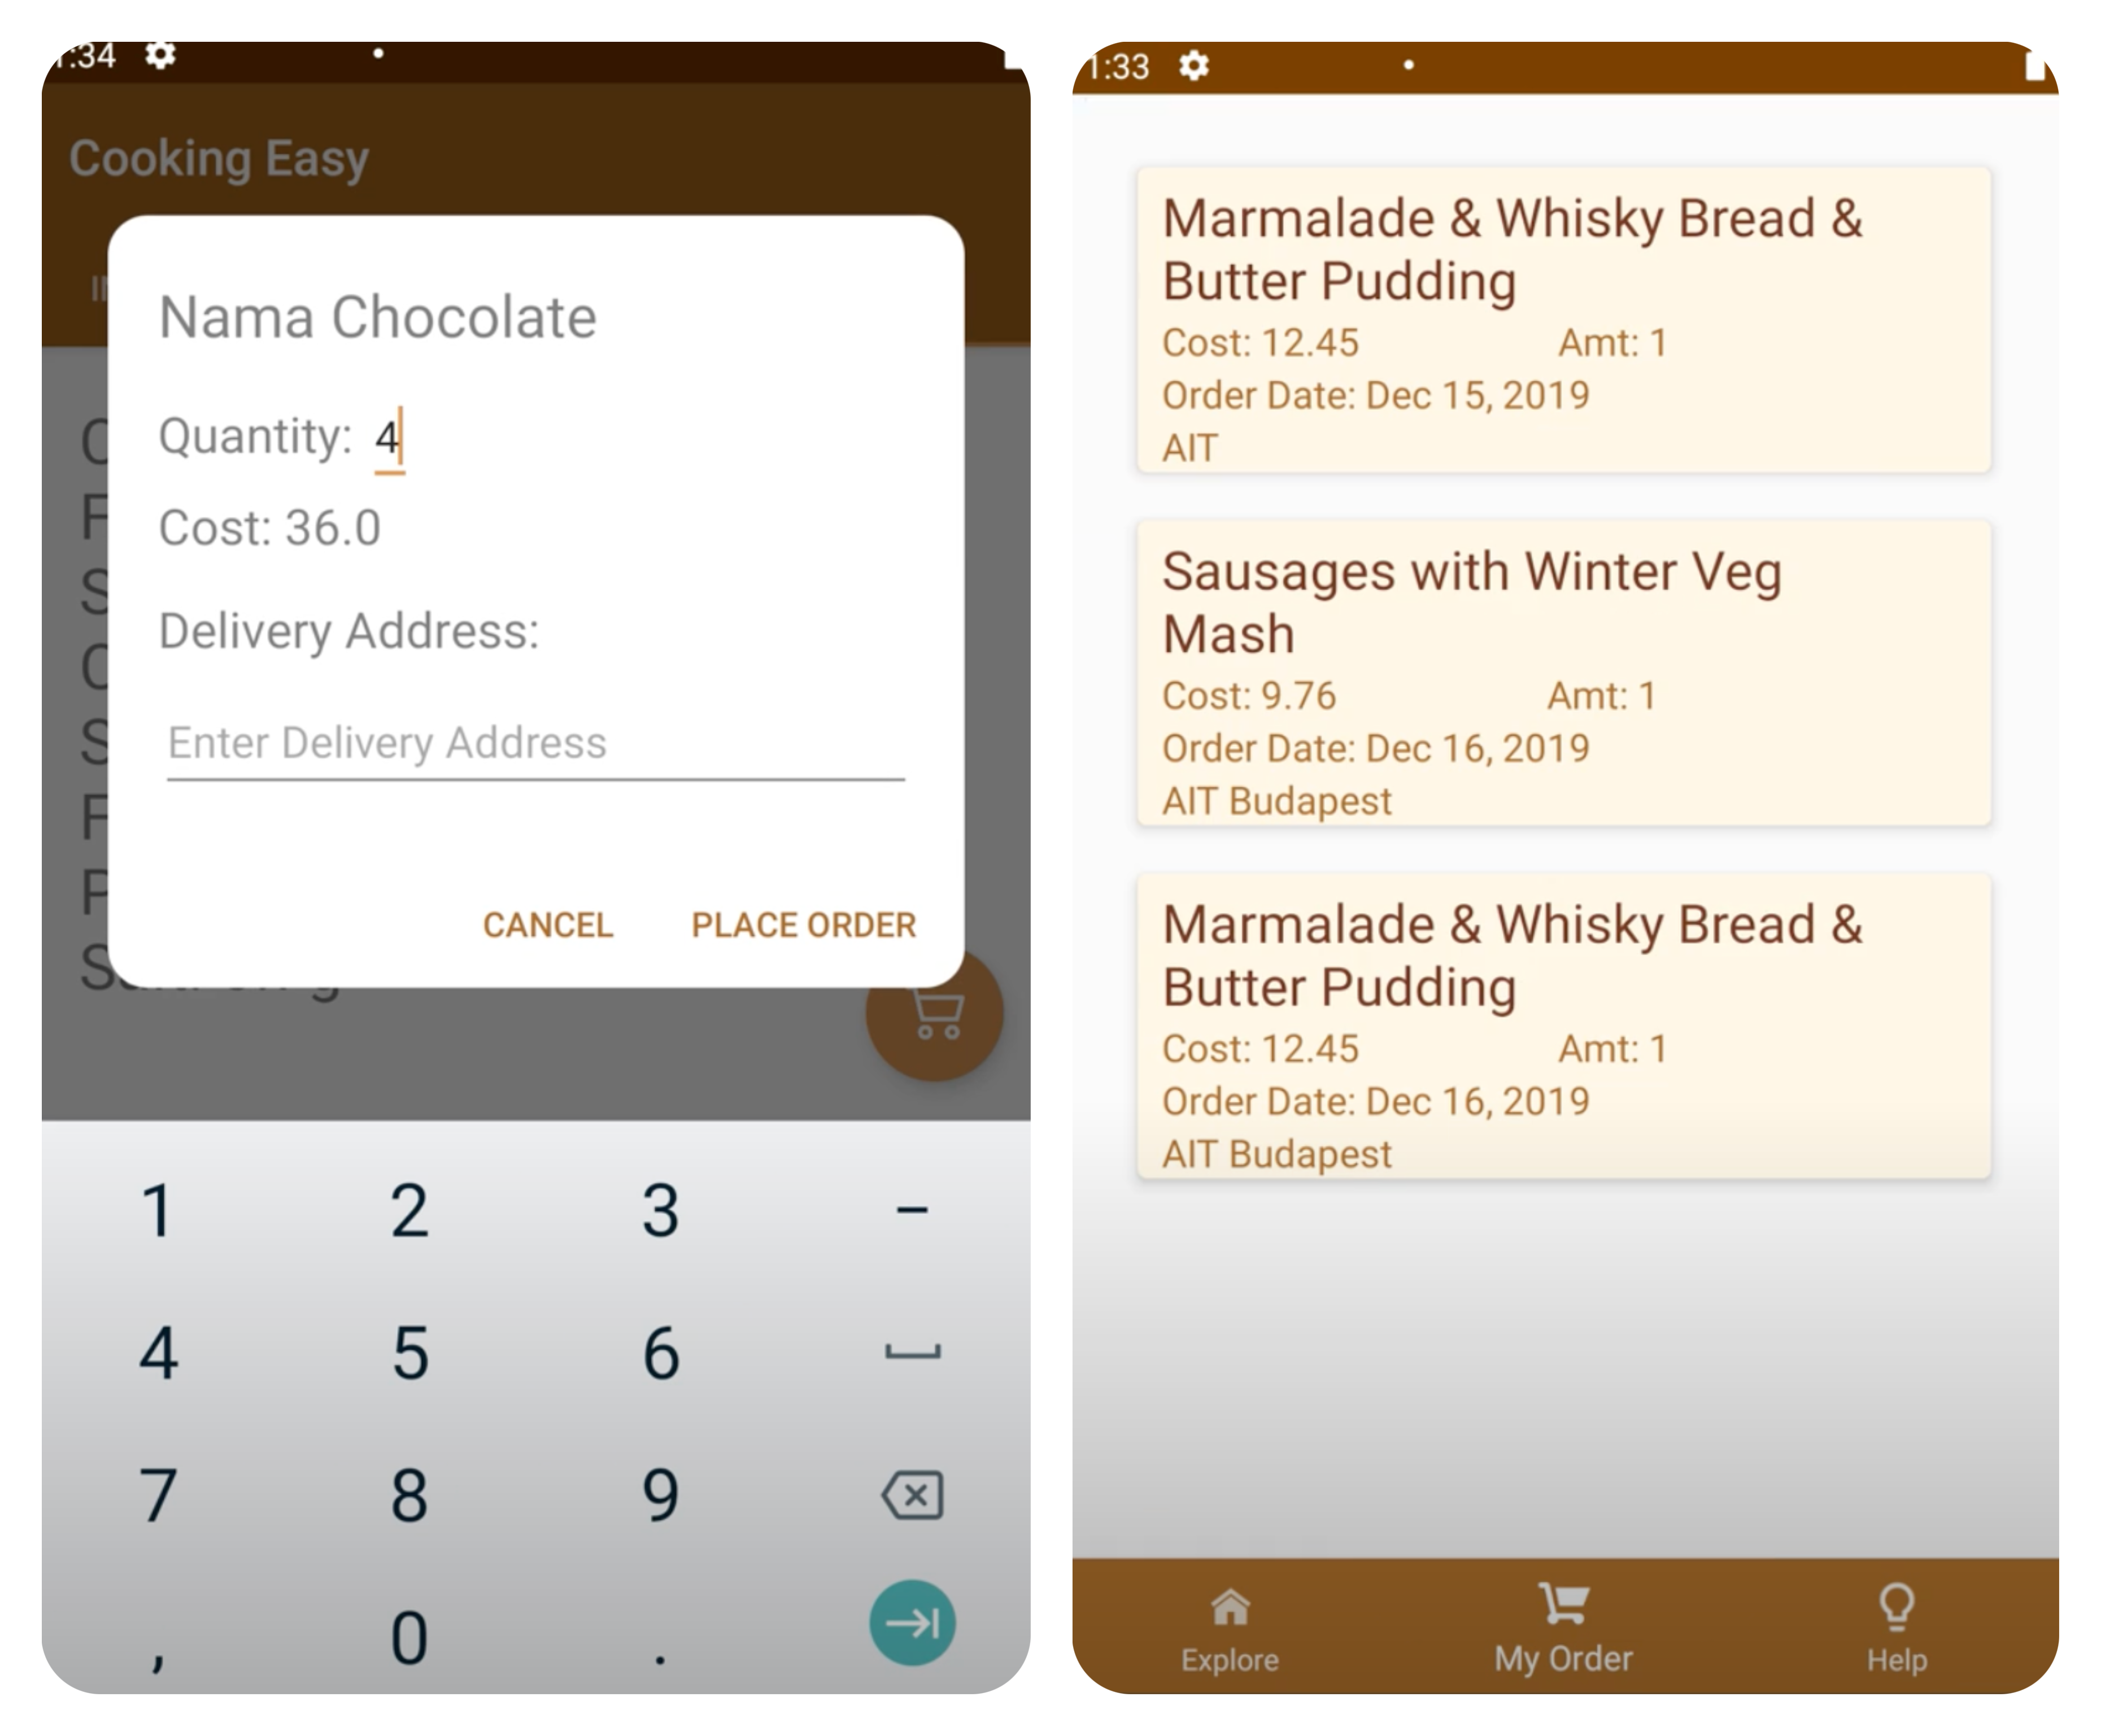 :34
Cooking Easy
Nama Chocolate
Quantity: 4
Cost: 36.0
Delivery Address:
Enter Delivery Address
CANCEL PLACE ORDER
1 2 3 –
4 5 6
7 8 9
, 0 .
1:33
Marmalade & Whisky Bread &
Butter Pudding
Cost: 12.45 Amt: 1
Order Date: Dec 15, 2019
AIT
Sausages with Winter Veg
Mash
Cost: 9.76 Amt: 1
Order Date: Dec 16, 2019
AIT Budapest
Marmalade & Whisky Bread &
Butter Pudding
Cost: 12.45 Amt: 1
Order Date: Dec 16, 2019
AIT Budapest
Explore My Order Help